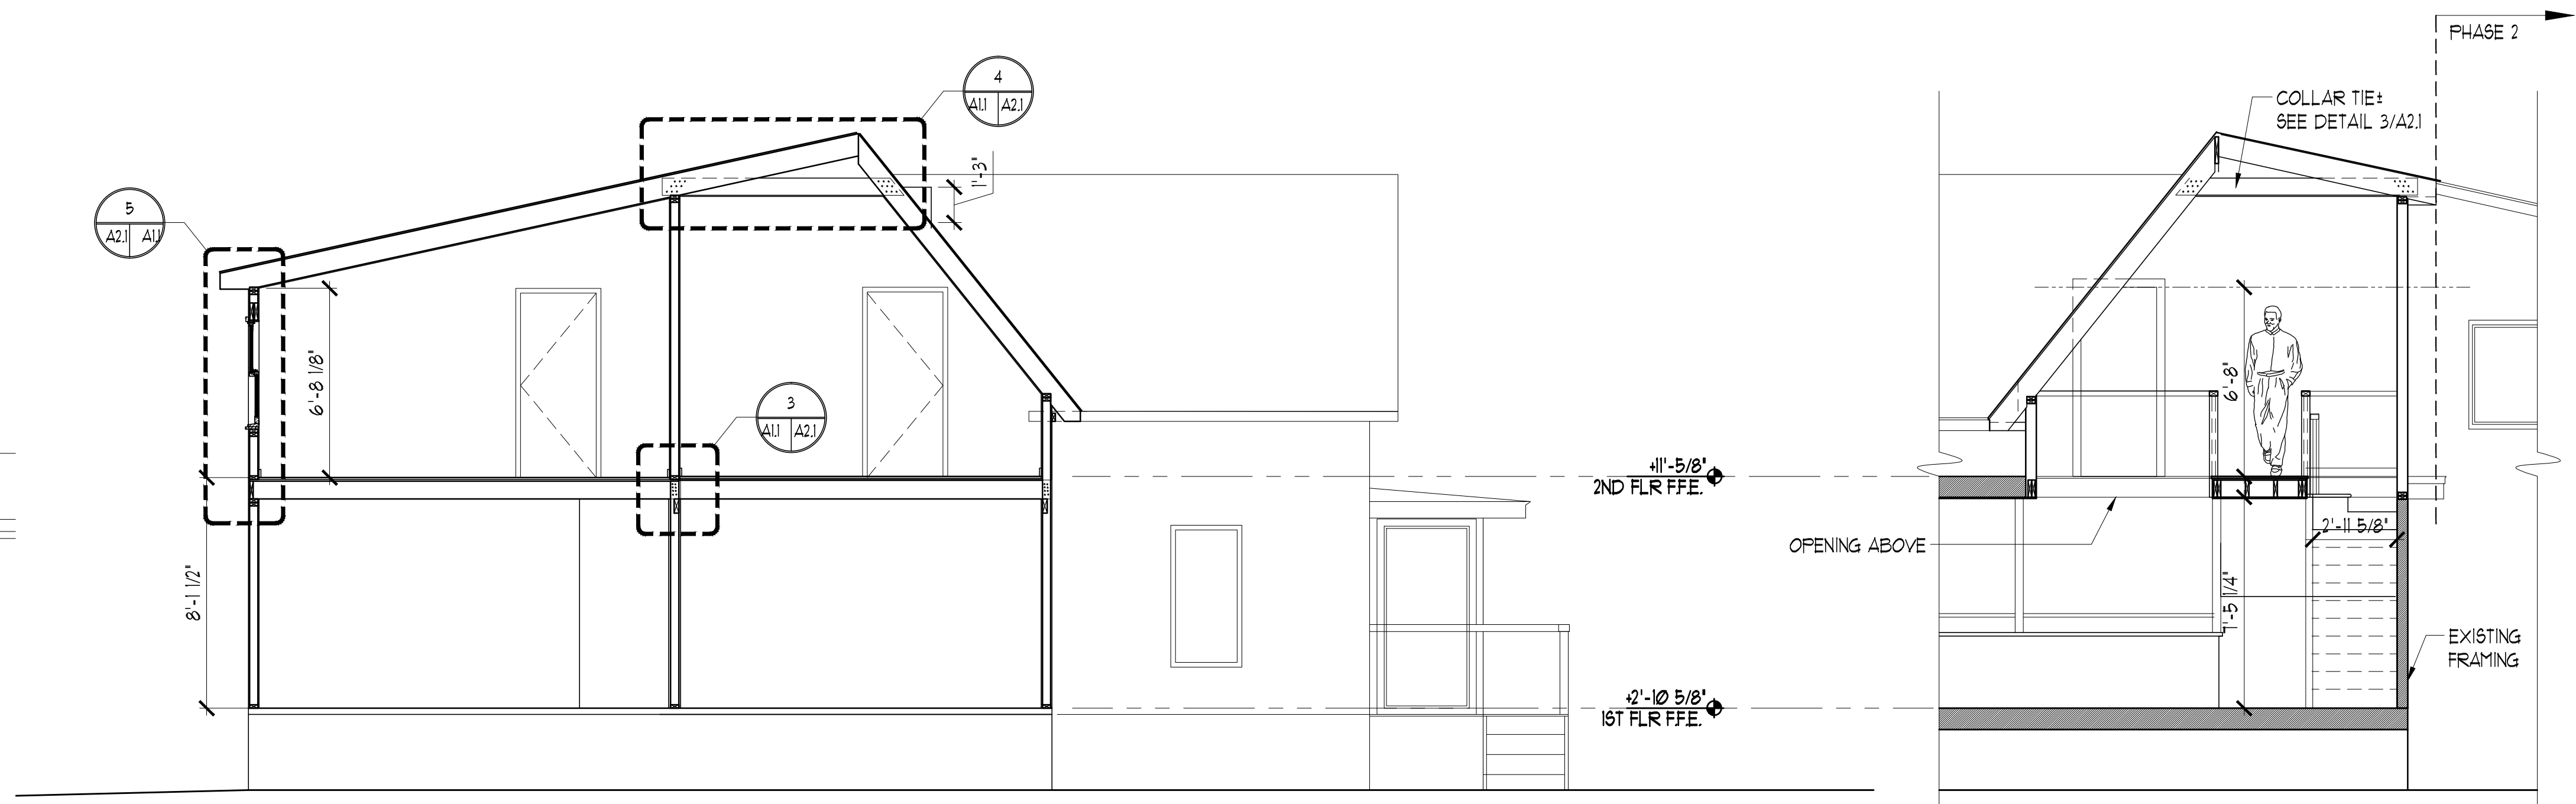 PHASE 2
4
A1.1 A2.1
COLLAR TIE±
SEE DETAIL 3/A2.1
1'-3"
5
A2.1 A1.1
6'-8 1/8"
6'-8"
3
A1.1 A2.1
+11'-5/8"
2ND FLR F.F.E.
2'-11 5/8"
OPENING ABOVE
8'-1 1/2"
1'-5 1/4"
EXISTING
FRAMING
+2'-10 5/8"
1ST FLR F.F.E.